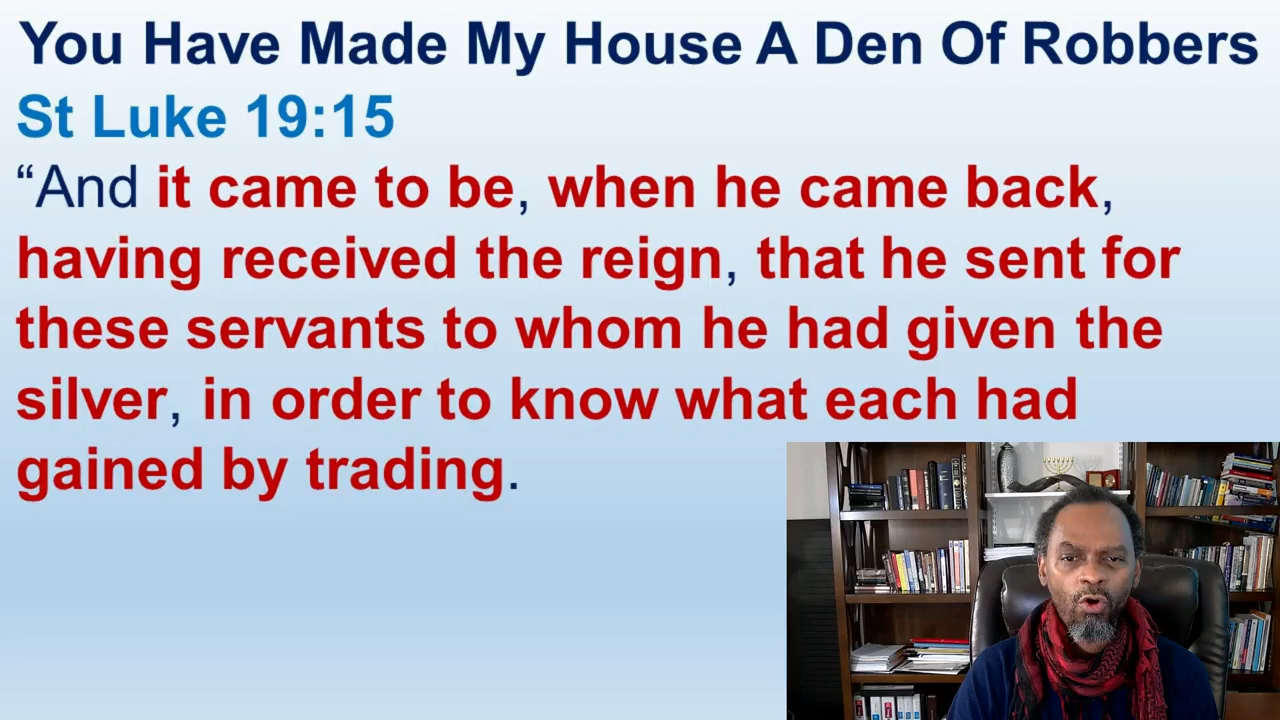 You Have Made My House A Den Of Robbers
St Luke 19:15
“And it came to be, when he came back,
having received the reign, that he sent for
these servants to whom he had given the
silver, in order to know what each had
gained by trading.